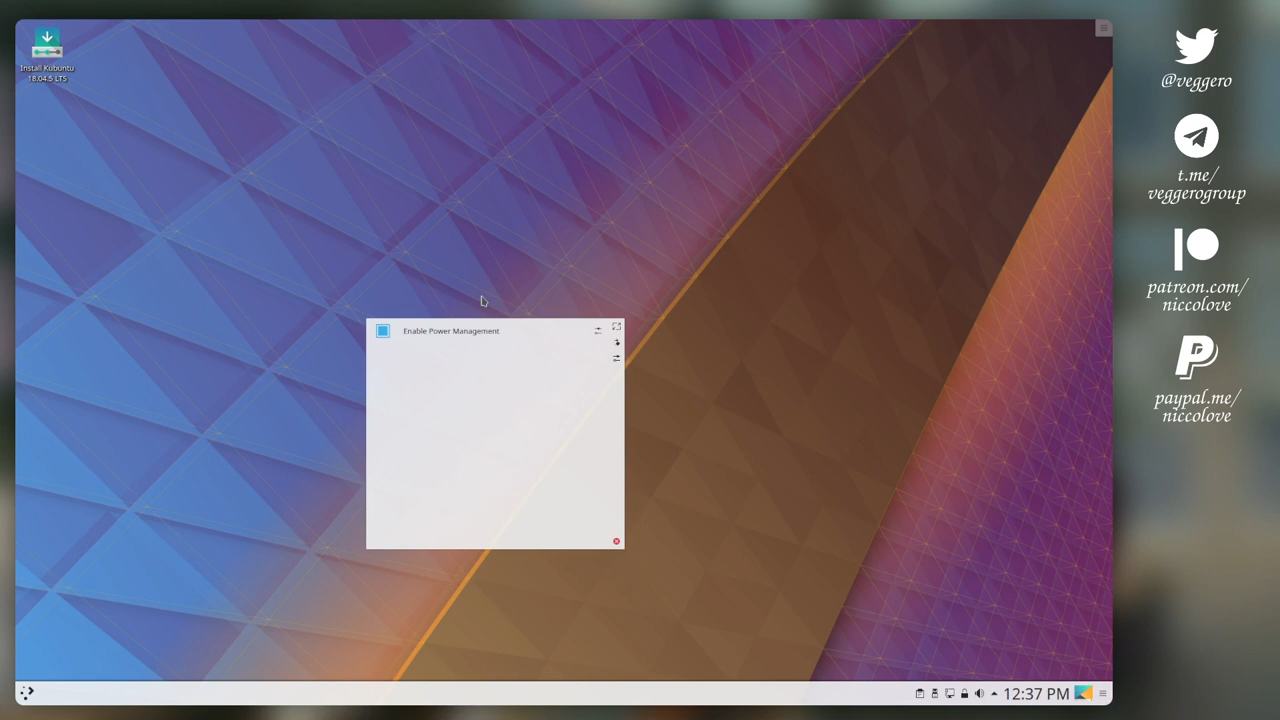 Install Kubuntu
18.04.5 LTS
@veggero
t.me/
veggerogroup
patreon.com/
niccolove
paypal.me/
niccolove
Enable Power Management
12:37 PM